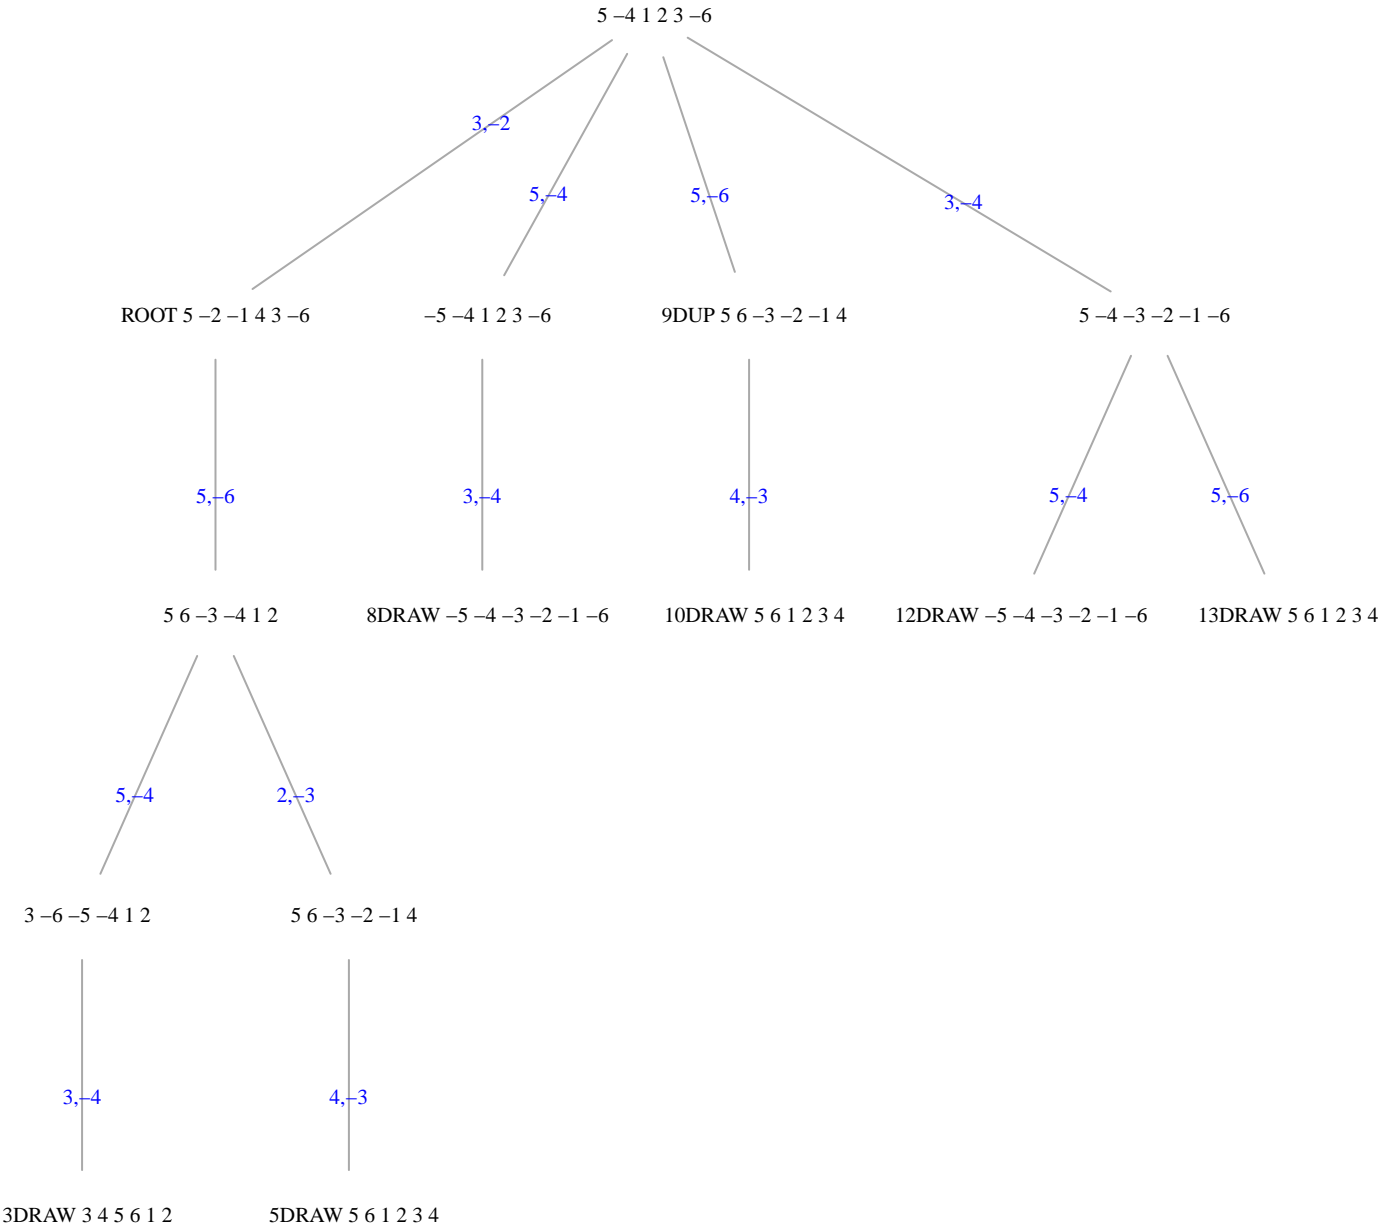 5 –4 1 2 3 –6
3,–2
5,–4
5,–6
3,–4
ROOT 5 –2 –1 4 3 –6
–5 –4 1 2 3 –6
9DUP 5 6 –3 –2 –1 4
5 –4 –3 –2 –1 –6
5,–6
3,–4
4,–3
5,–4
5,–6
5 6 –3 –4 1 2
8DRAW –5 –4 –3 –2 –1 –6
10DRAW 5 6 1 2 3 4
12DRAW –5 –4 –3 –2 –1 –6
13DRAW 5 6 1 2 3 4
5,–4
2,–3
3 –6 –5 –4 1 2
5 6 –3 –2 –1 4
3,–4
4,–3
3DRAW 3 4 5 6 1 2
5DRAW 5 6 1 2 3 4